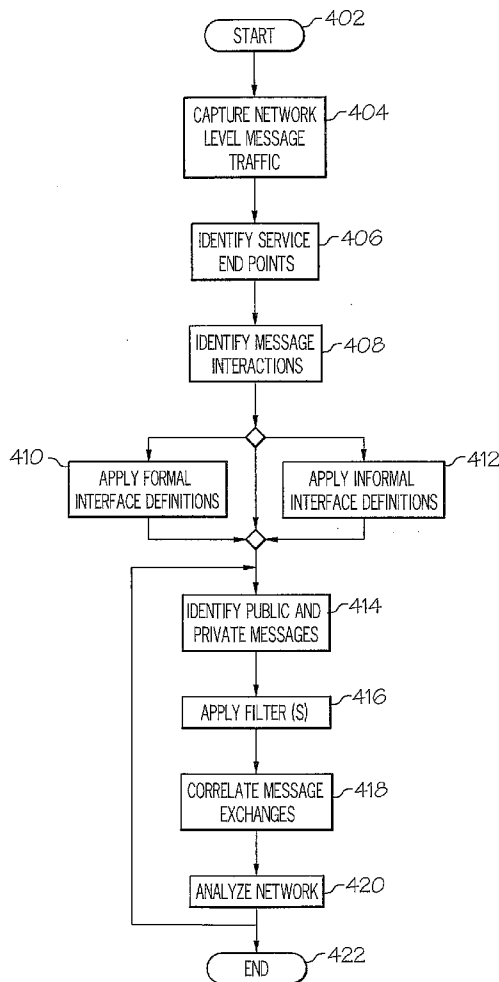 START
402
CAPTURE NETWORK
LEVEL MESSAGE
TRAFFIC
404
IDENTIFY SERVICE
END POINTS
406
IDENTIFY MESSAGE
INTERACTIONS
408
410
APPLY FORMAL
INTERFACE DEFINITIONS
APPLY INFORMAL
INTERFACE DEFINITIONS
412
IDENTIFY PUBLIC AND
PRIVATE MESSAGES
414
APPLY FILTER (S)
416
CORRELATE MESSAGE
EXCHANGES
418
ANALYZE NETWORK
420
END
422